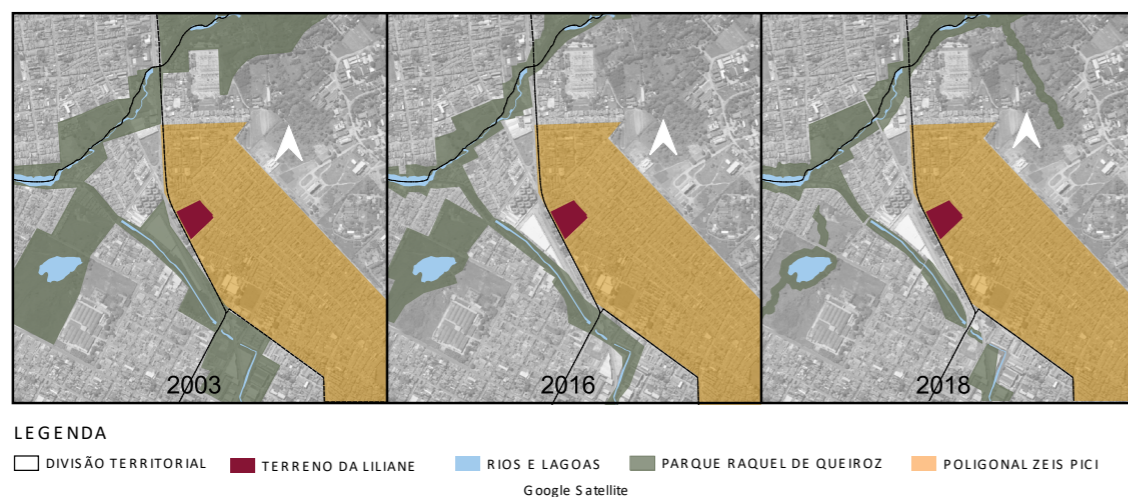 2003
2016
2018
LEGENDA
DIVISÃO TERRITORIAL
TERRENO DA LILIANE
RIOS E LAGOAS
PARQUE RAQUEL DE QUEIROZ
POLIGONAL ZEIS PICI
Google Satellite